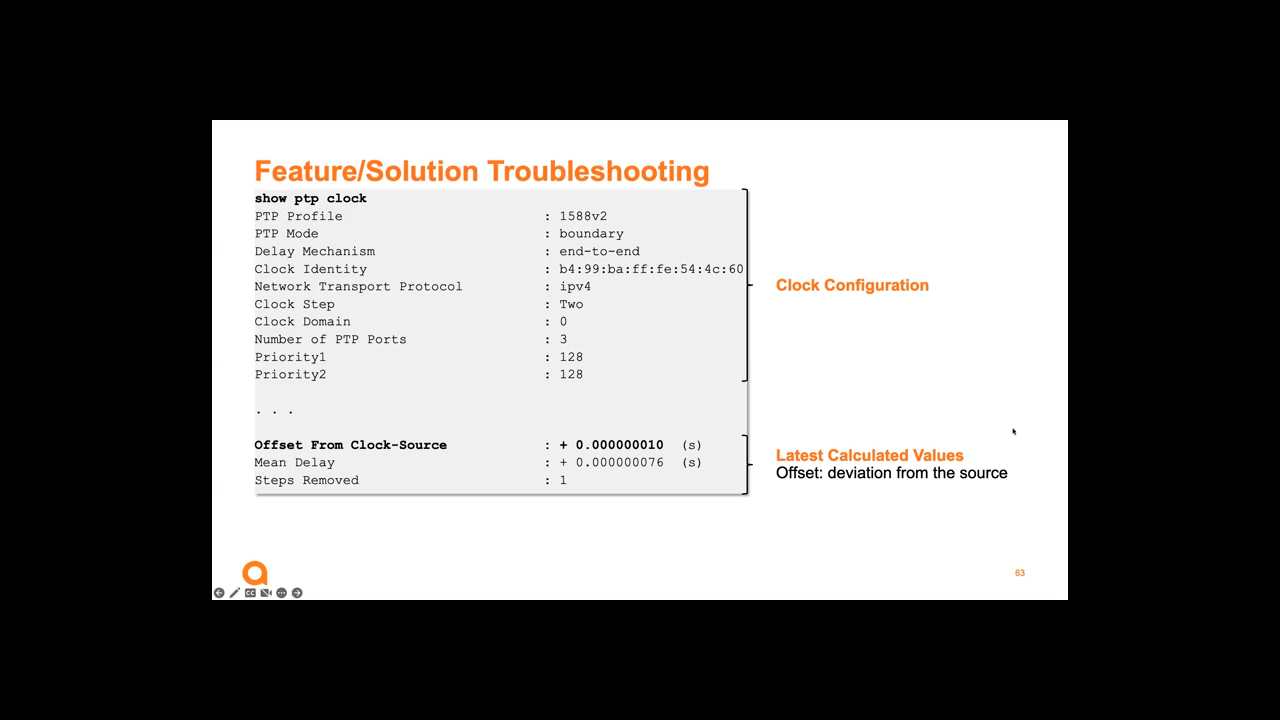 Feature/Solution Troubleshooting
show ptp clock
PTP Profile : 1588v2
PTP Mode : boundary
Delay Mechanism : end-to-end
Clock Identity : b4:99:ba:ff:fe:54:4c:60
Network Transport Protocol : ipv4
Clock Step : Two
Clock Domain : 0
Number of PTP Ports : 3
Priority1 : 128
Priority2 : 128
. . .
Offset From Clock-Source : + 0.000000010 (s)
Mean Delay : + 0.000000076 (s)
Steps Removed : 1
Clock Configuration
Latest Calculated Values
Offset: deviation from the source
63